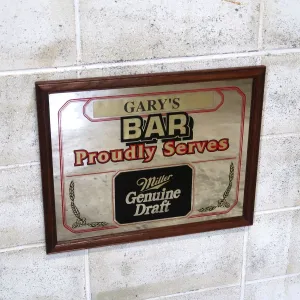 GARY'S
BAR
Proudly Serves
Miller
Genuine
Draft